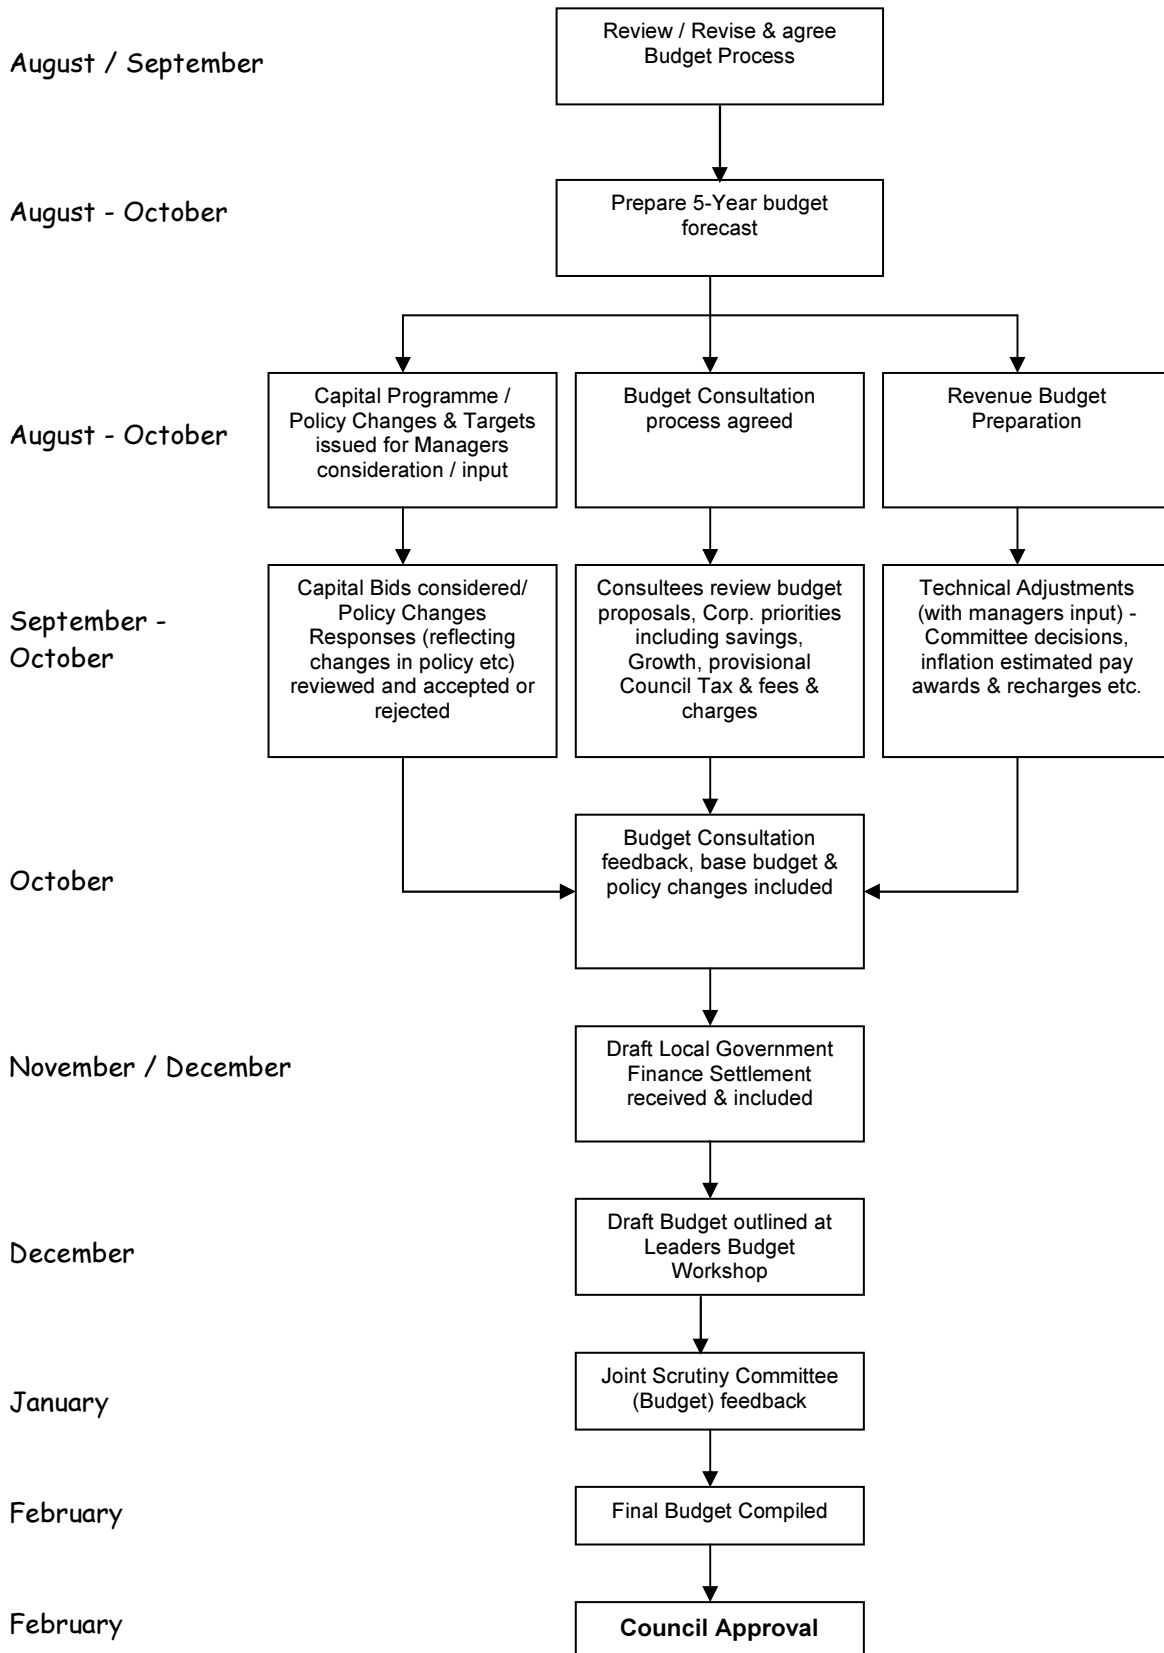 Review / Revise & agree
Budget Process
August / September
Prepare 5-Year budget
forecast
August - October
Capital Programme /
Policy Changes & Targets
issued for Managers
consideration / input
Budget Consultation
process agreed
Revenue Budget
Preparation
August - October
Capital Bids considered/
Policy Changes
Responses (reflecting
changes in policy etc)
reviewed and accepted or
rejected
Consultees review budget
proposals, Corp. priorities
including savings,
Growth, provisional
Council Tax & fees &
charges
Technical Adjustments
(with managers input) -
Committee decisions,
inflation estimated pay
awards & recharges etc.
September -
October
Budget Consultation
feedback, base budget &
policy changes included
October
Draft Local Government
Finance Settlement
received & included
November / December
Draft Budget outlined at
Leaders Budget
Workshop
December
Joint Scrutiny Committee
(Budget) feedback
January
Final Budget Compiled
February
Council Approval
February